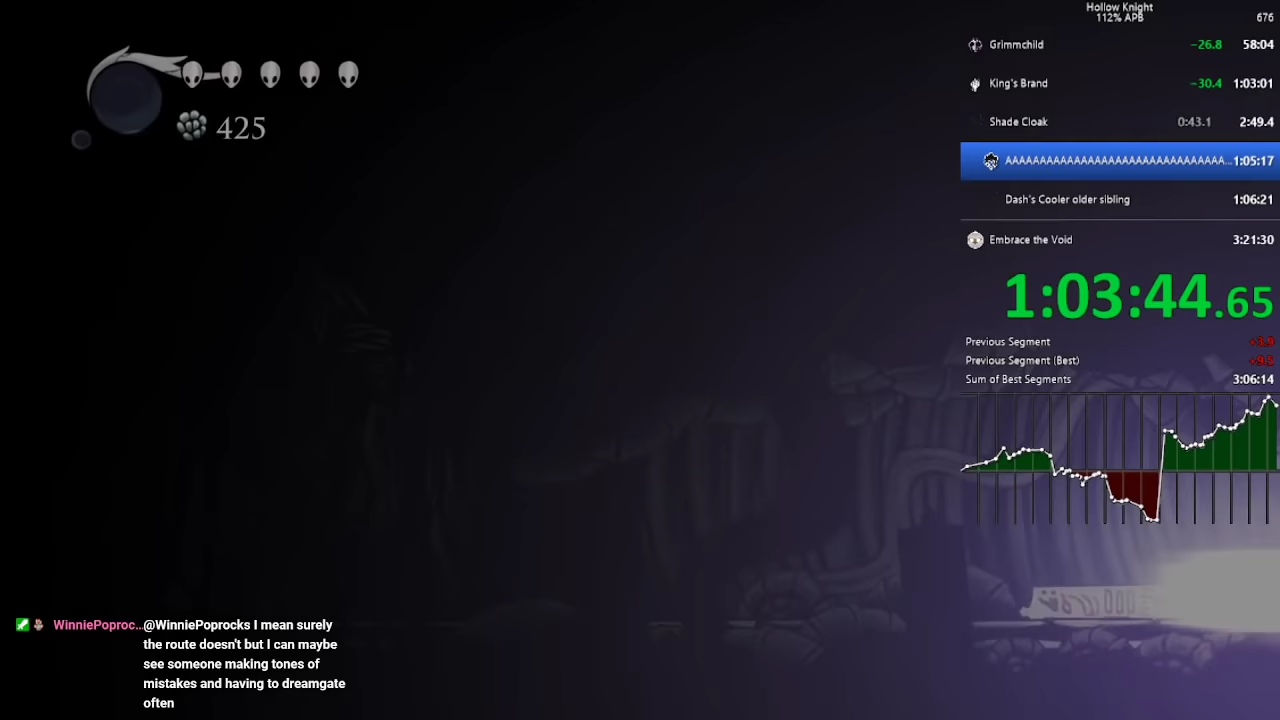 Hollow Knight
112% APB 676
Grimmchild −26.8 58:04
King's Brand −30.4 1:03:01
Shade Cloak 0:43.1 2:49.4
AAAAAAAAAAAAAAAAAAAAAAAAAAAAAAAA... 1:05:17
Dash's Cooler older sibling 1:06:21
Embrace the Void 3:21:30
1:03:44.65
Previous Segment
Previous Segment (Best)
Sum of Best Segments 3:06:14
425
WinniePoproc... @WinniePoprocks I mean surely
the route doesn't but I can maybe
see someone making tones of
mistakes and having to dreamgate
often